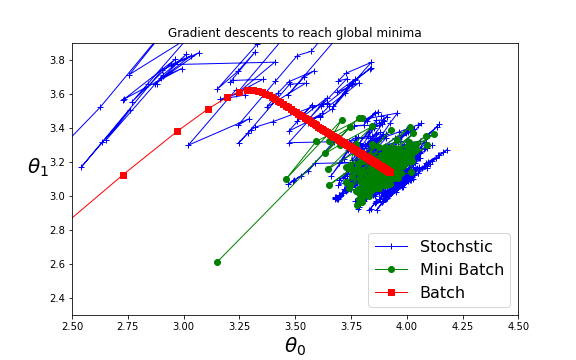 Gradient descents to reach global minima
3.8
3.6
3.4
3.2
3.0
2.8
2.6
2.4
θ1
2.50
2.75
3.00
3.25
3.50
3.75
4.00
4.25
4.50
θ0
Stochstic
Mini Batch
Batch